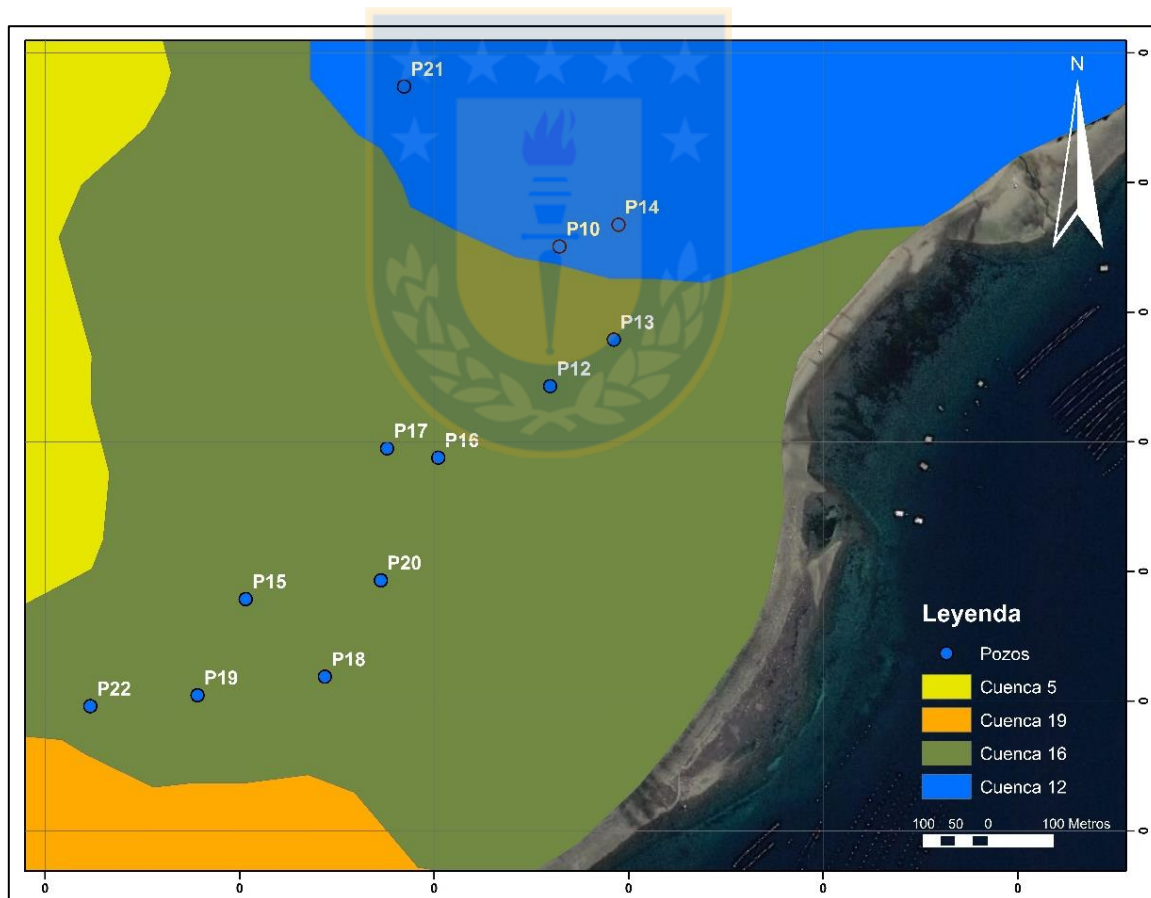 P21
N
P14
P10
P13
P12
P17
P16
P20
P15
P18
P19
P22
Leyenda
Pozos
Cuenca 5
Cuenca 19
Cuenca 16
Cuenca 12
100 50 0 100 Metros
0
0
0
0
0
0
0
0 0 0 0 0 0